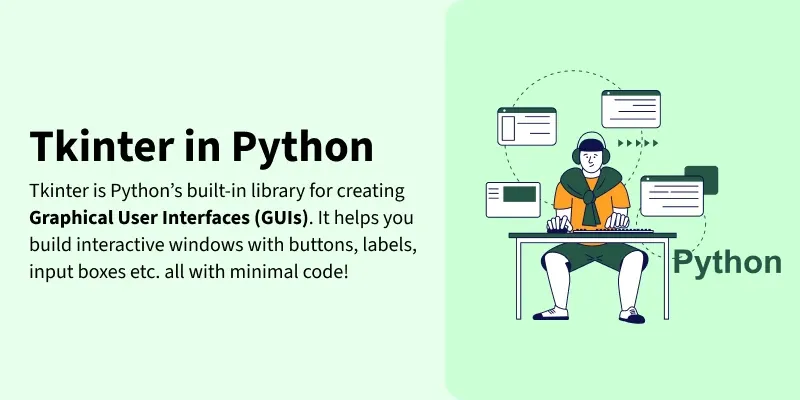 Tkinter in Python
Tkinter is Python’s built-in library for creating
Graphical User Interfaces (GUIs). It helps you
build interactive windows with buttons, labels,
input boxes etc. all with minimal code!
Python